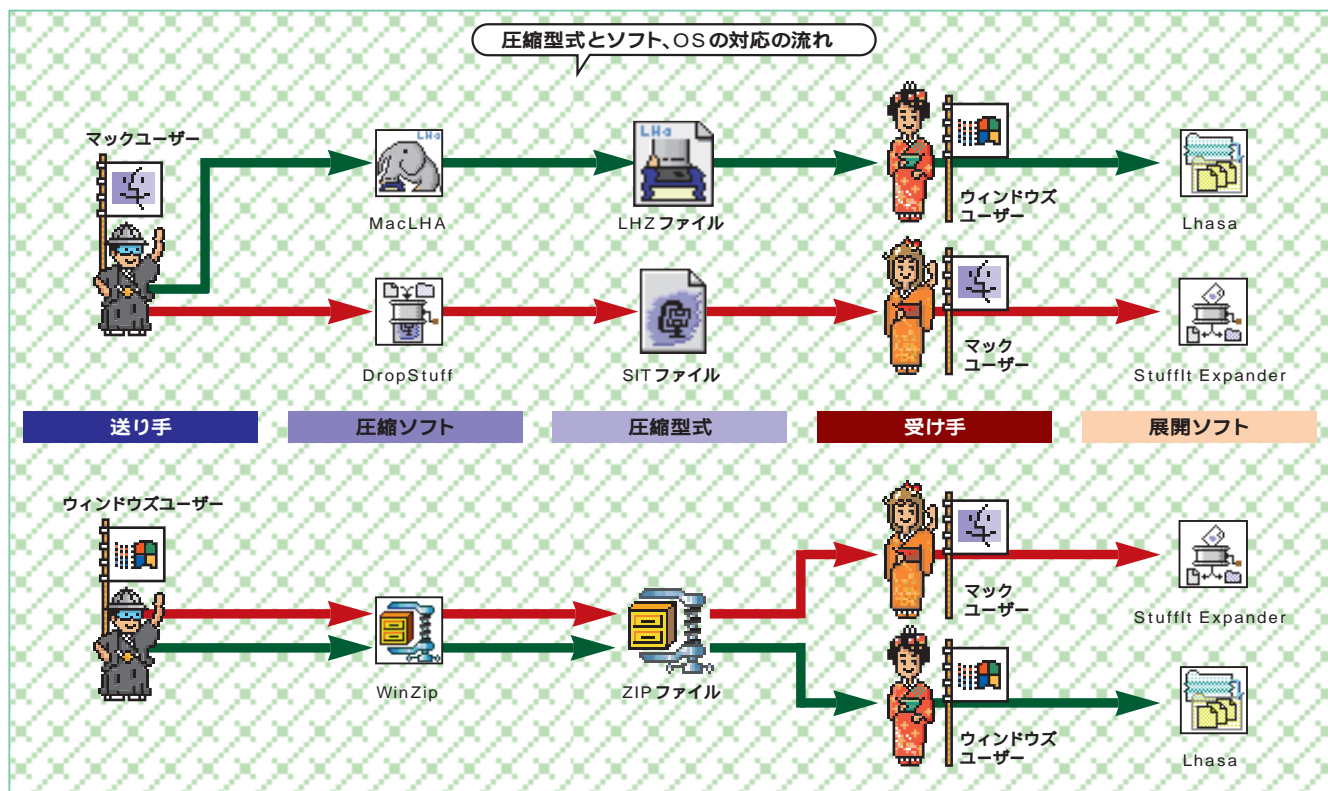 圧縮型式とソフト、OSの対応の流れ
マックユーザー
LHa
MacLHA
LHa
LHZファイル
ウィンドウズ
ユーザー
Lhasa
DropStuff
SITファイル
マック
ユーザー
StuffIt Expander
送り手
圧縮ソフト
圧縮型式
受け手
展開ソフト
ウィンドウズユーザー
WinZip
ZIPファイル
マック
ユーザー
StuffIt Expander
ウィンドウズ
ユーザー
Lhasa